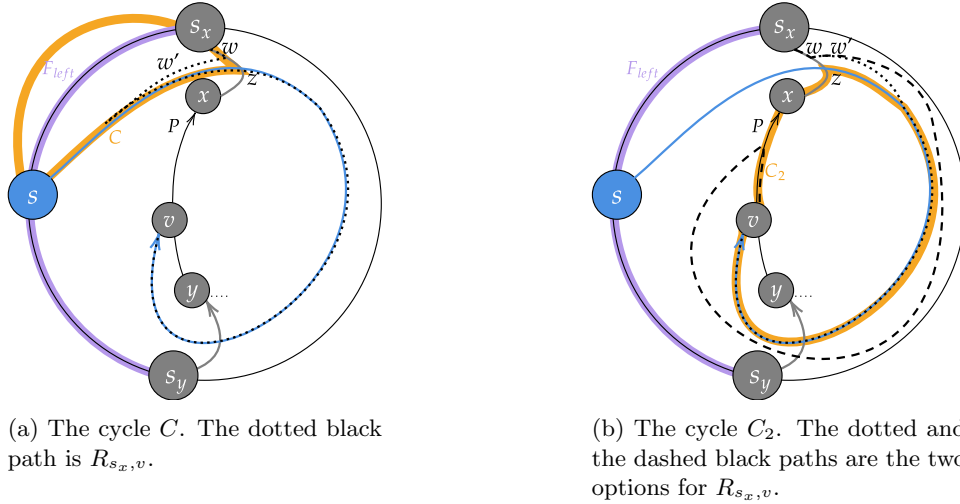 s_x
w
w'
F_left
z
x
C
P
s
v
y
....
s_y
(a) The cycle C. The dotted black
path is R_{s_x,v}.
s_x
w w'
F_left
z
x
P
C_2
s
v
y
....
s_y
(b) The cycle C_2. The dotted and
the dashed black paths are the two
options for R_{s_x,v}.